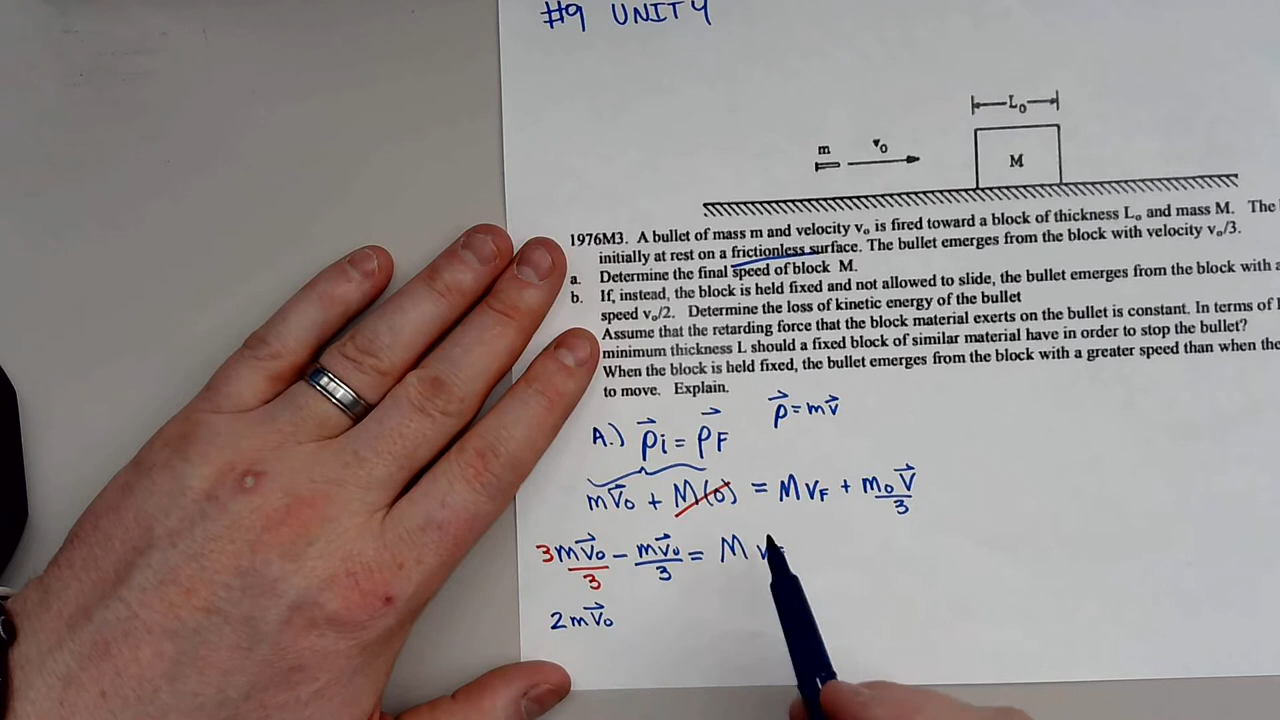 #9 UNITY
L₀
m
v₀
M
1976M3. A bullet of mass m and velocity v₀ is fired toward a block of thickness L₀ and mass M. The
initially at rest on a frictionless surface. The bullet emerges from the block with velocity v₀/3.
a. Determine the final speed of block M.
b. If, instead, the block is held fixed and not allowed to slide, the bullet emerges from the block with a
speed v₀/2. Determine the loss of kinetic energy of the bullet
Assume that the retarding force that the block material exerts on the bullet is constant. In terms of
minimum thickness L should a fixed block of similar material have in order to stop the bullet?
When the block is held fixed, the bullet emerges from the block with a greater speed than when the
to move. Explain.
A.) p⃗i = p⃗F p⃗ = mv⃗
mv⃗₀ + M(0) = MvF + m₀v⃗/3
3mv⃗₀/3 − mv⃗₀/3 = M v
2mv⃗₀